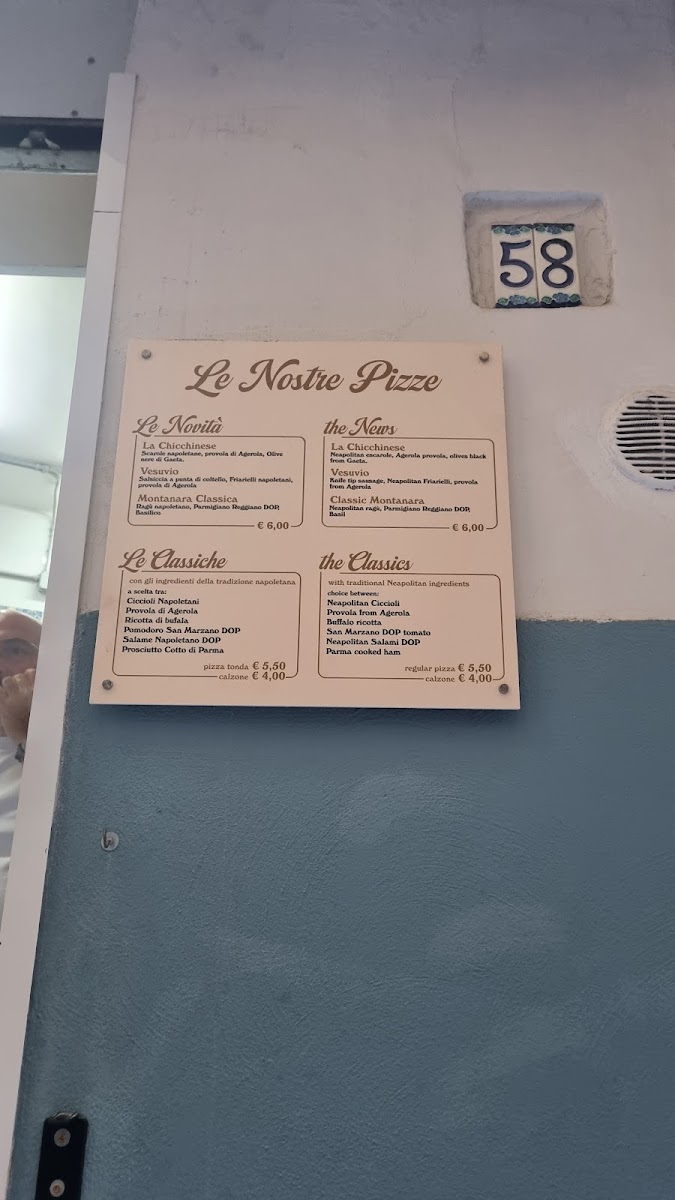 58
Le Nostre Pizze
Le Novità
La Chicchinese
Scarole napoletane, provola di Agerola, Olive
nere di Gaeta.
Vesuvio
Salsiccia a punta di coltello, Friarielli napoletani,
provola di Agerola
Montanara Classica
Ragù napoletano, Parmigiano Reggiano DOP,
Basilico
€ 6,00
the News
La Chicchinese
Neapolitan escarole, Agerola provola, olives black
from Gaeta.
Vesuvio
Knife tip sausage, Neapolitan Friarielli, provola
from Agerola
Classic Montanara
Neapolitan ragù, Parmigiano Reggiano DOP,
Basil
€ 6,00
Le Classiche
con gli ingredienti della tradizione napoletana
a scelta tra:
Ciccioli Napoletani
Provola di Agerola
Ricotta di bufala
Pomodoro San Marzano DOP
Salame Napoletano DOP
Prosciutto Cotto di Parma
pizza tonda € 5,50
calzone € 4,00
the Classics
with traditional Neapolitan ingredients
choice between:
Neapolitan Ciccioli
Provola from Agerola
Buffalo ricotta
San Marzano DOP tomato
Neapolitan Salami DOP
Parma cooked ham
regular pizza € 5,50
calzone € 4,00